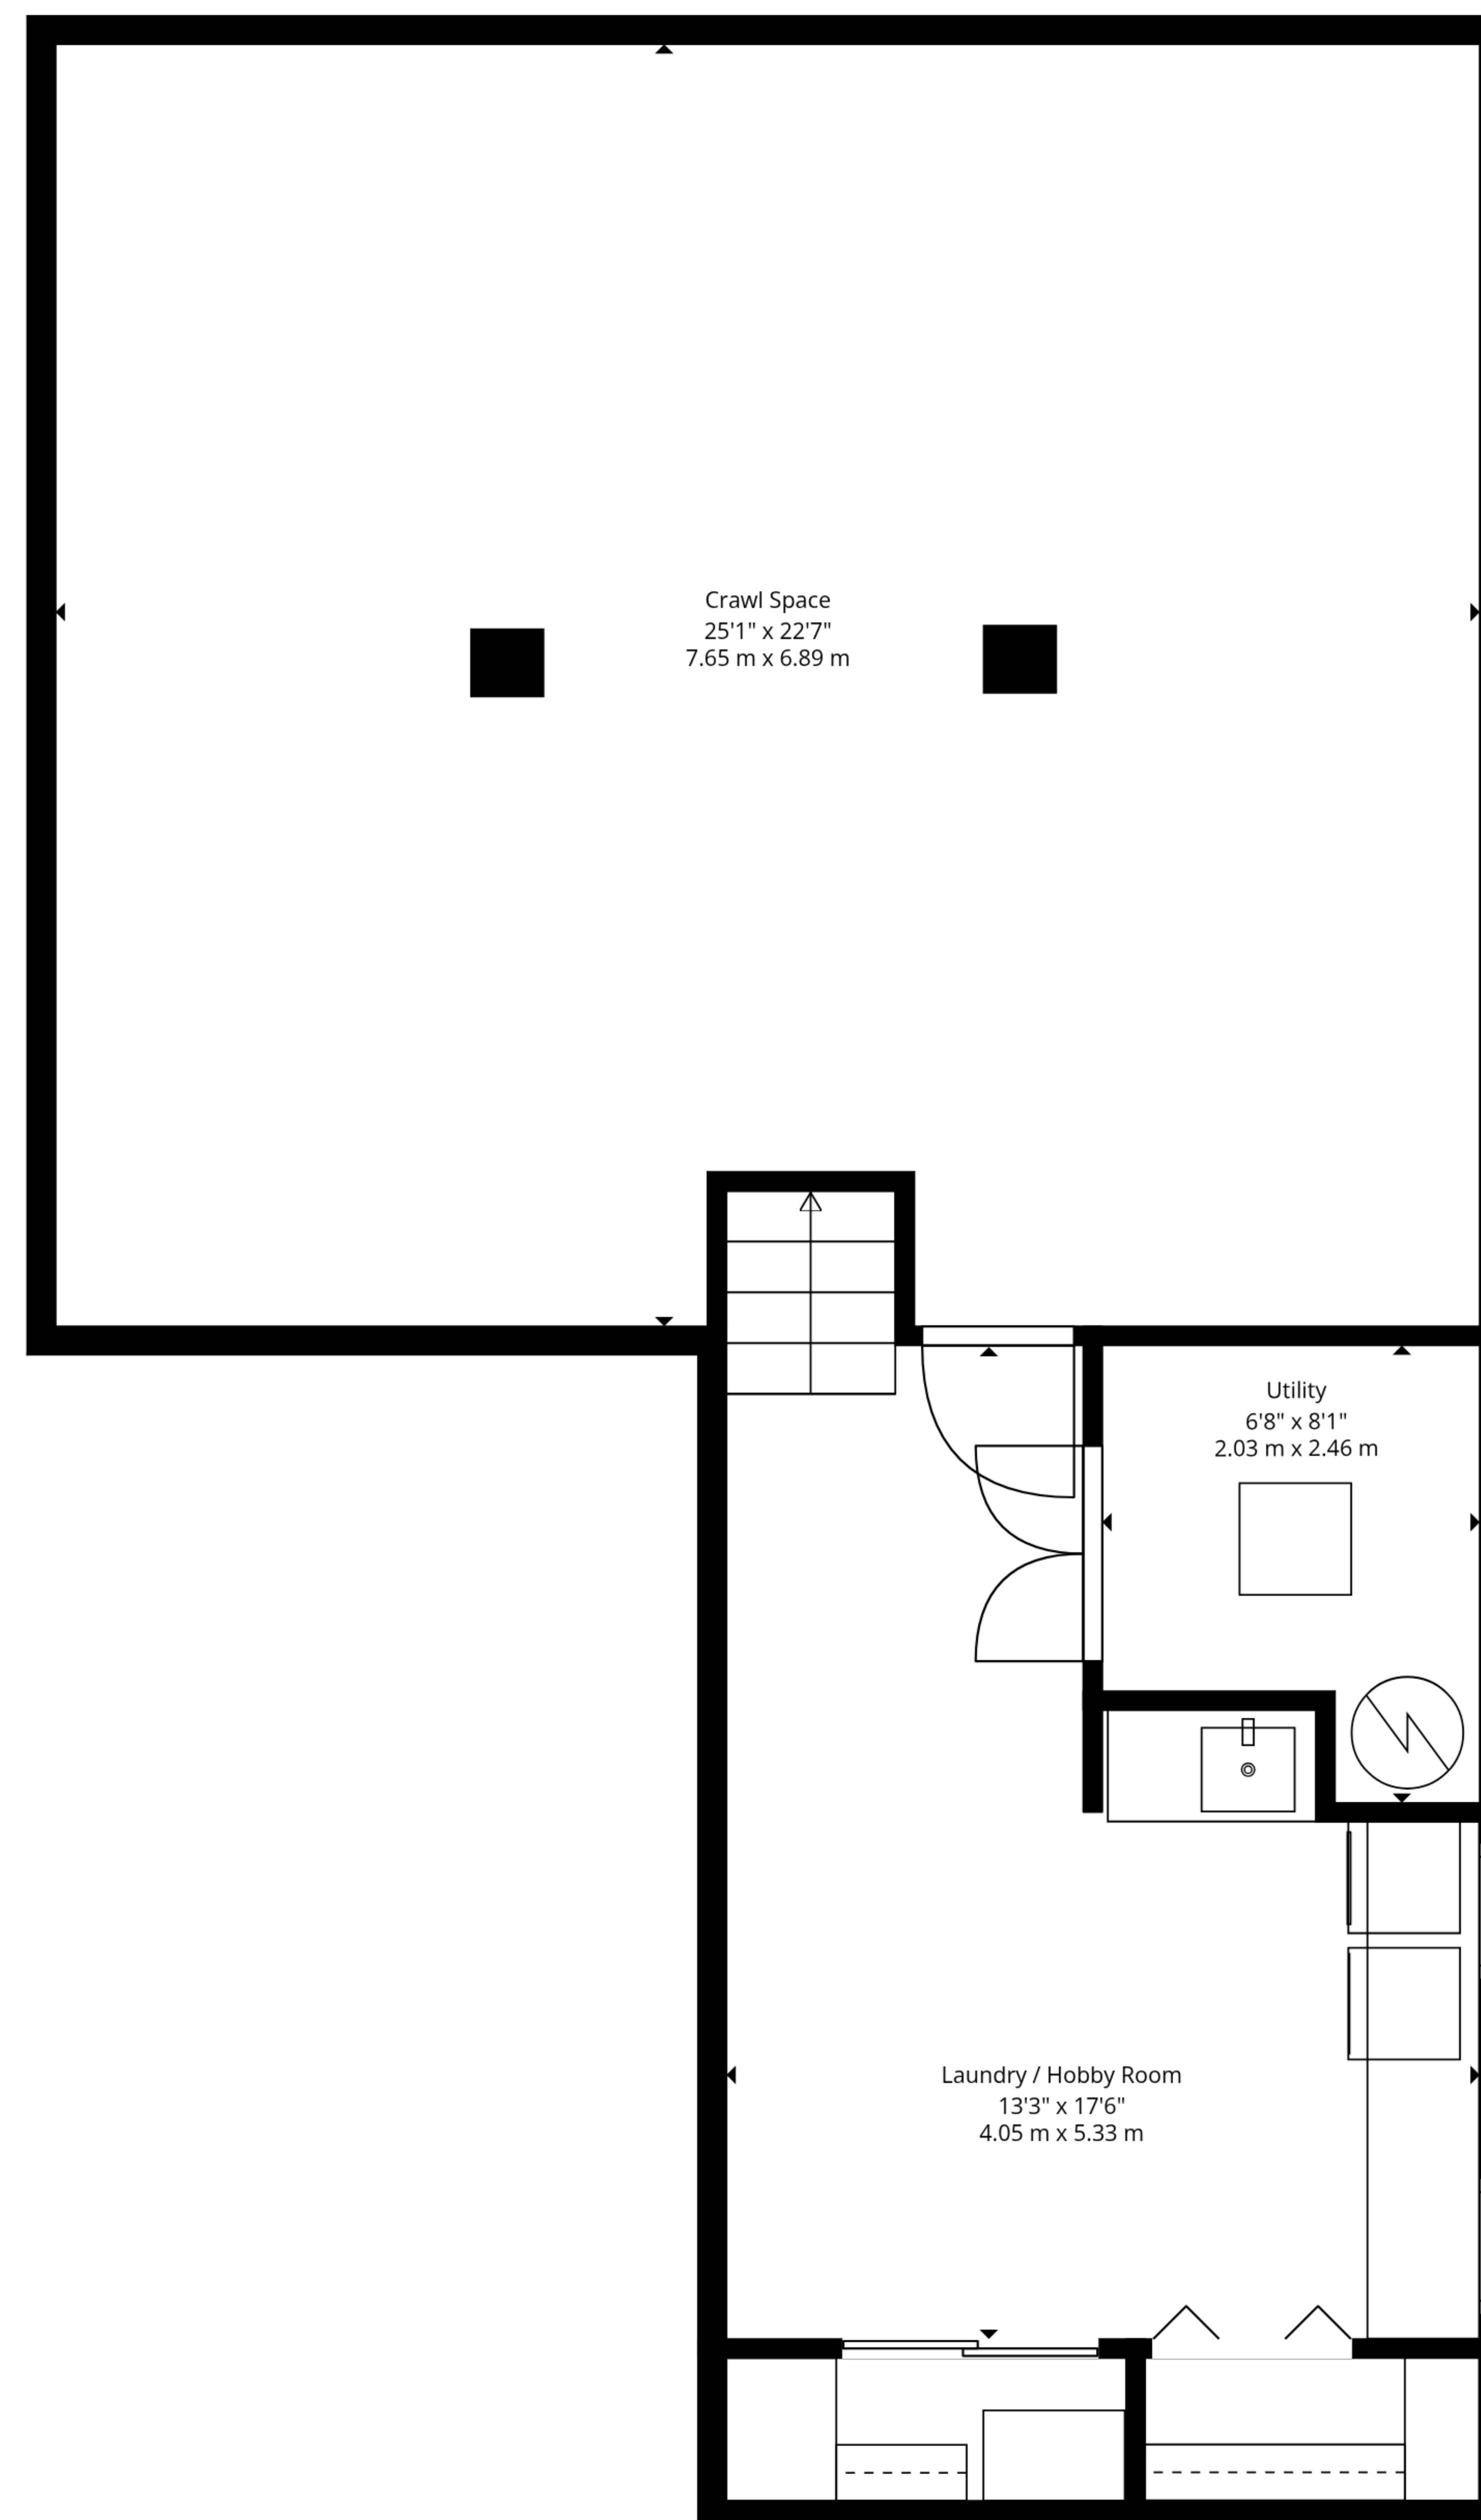 Crawl Space
25'1" x 22'7"
7.65 m x 6.89 m
Utility
6'8" x 8'1"
2.03 m x 2.46 m
Laundry / Hobby Room
13'3" x 17'6"
4.05 m x 5.33 m